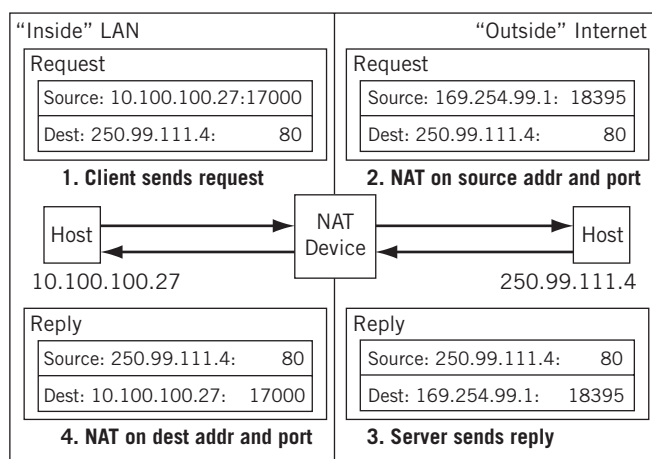 “Inside” LAN
“Outside” Internet
Request
Source: 10.100.100.27:17000
Dest: 250.99.111.4: 80
1. Client sends request
Request
Source: 169.254.99.1: 18395
Dest: 250.99.111.4: 80
2. NAT on source addr and port
Host
10.100.100.27
NAT
Device
Host
250.99.111.4
Reply
Source: 250.99.111.4: 80
Dest: 10.100.100.27: 17000
4. NAT on dest addr and port
Reply
Source: 250.99.111.4: 80
Dest: 169.254.99.1: 18395
3. Server sends reply